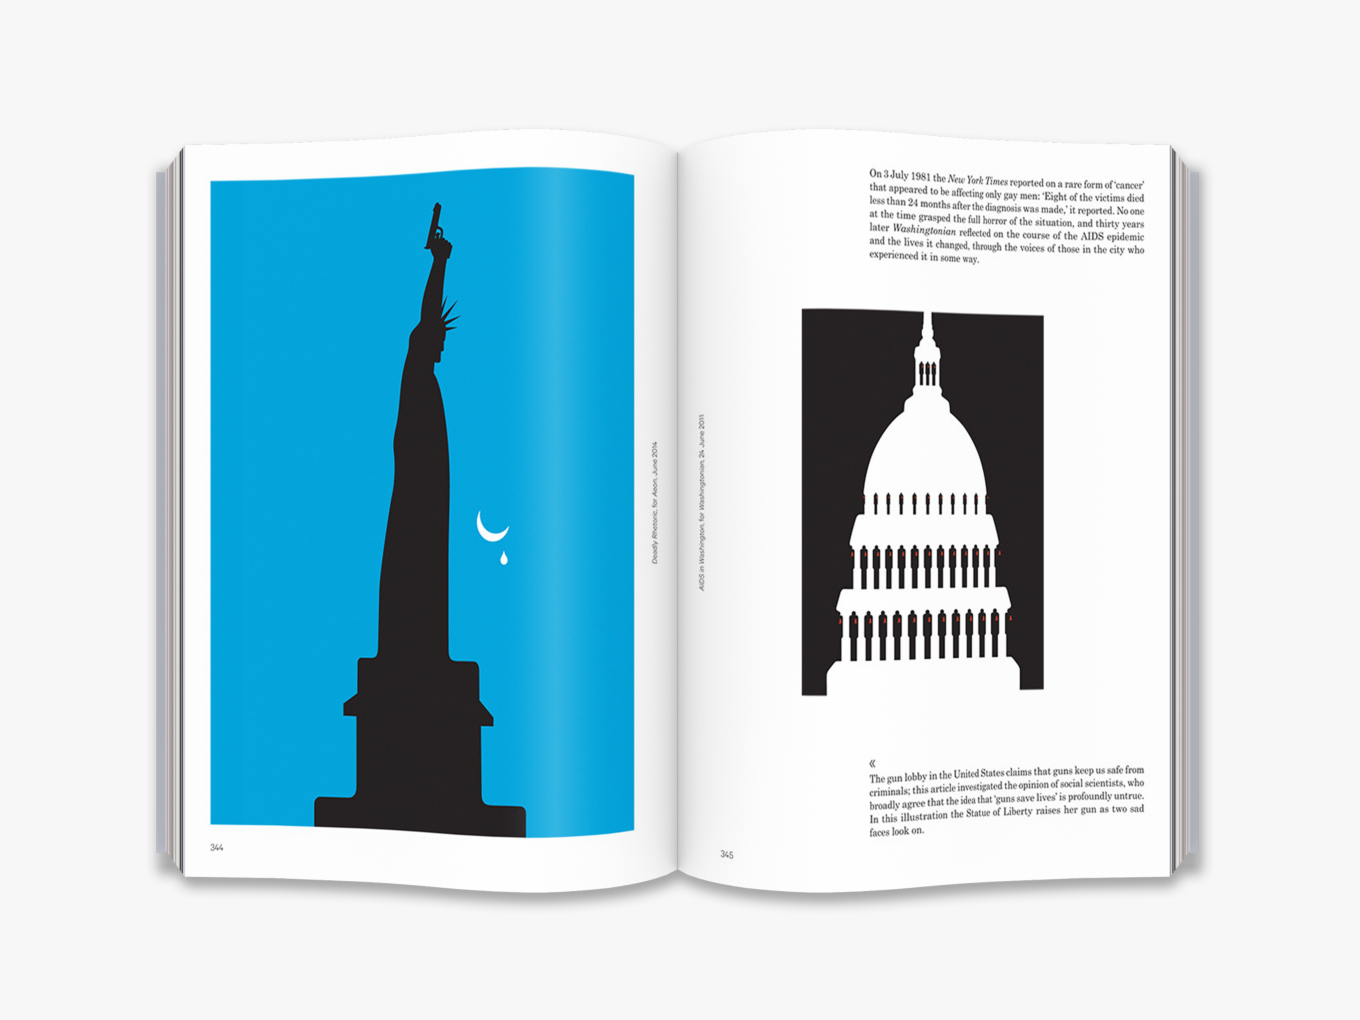 344
Deadly Rhetoric, for Aeon, June 2014
AIDS in Washington, for Washingtonian, 24 June 2011
On 3 July 1981 the New York Times reported on a rare form of ‘cancer’
that appeared to be affecting only gay men: ‘Eight of the victims died
less than 24 months after the diagnosis was made,’ it reported. No one
at the time grasped the full horror of the situation, and thirty years
later Washingtonian reflected on the course of the AIDS epidemic
and the lives it changed, through the voices of those in the city who
experienced it in some way.
«
The gun lobby in the United States claims that guns keep us safe from
criminals; this article investigated the opinion of social scientists, who
broadly agree that the idea that ‘guns save lives’ is profoundly untrue.
In this illustration the Statue of Liberty raises her gun as two sad
faces look on.
345